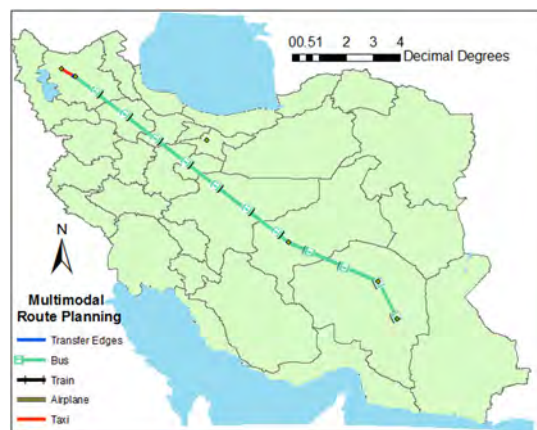 00.51 2 3 4
Decimal Degrees
N
Multimodal
Route Planning
Transfer Edges
Bus
Train
Airplane
Taxi